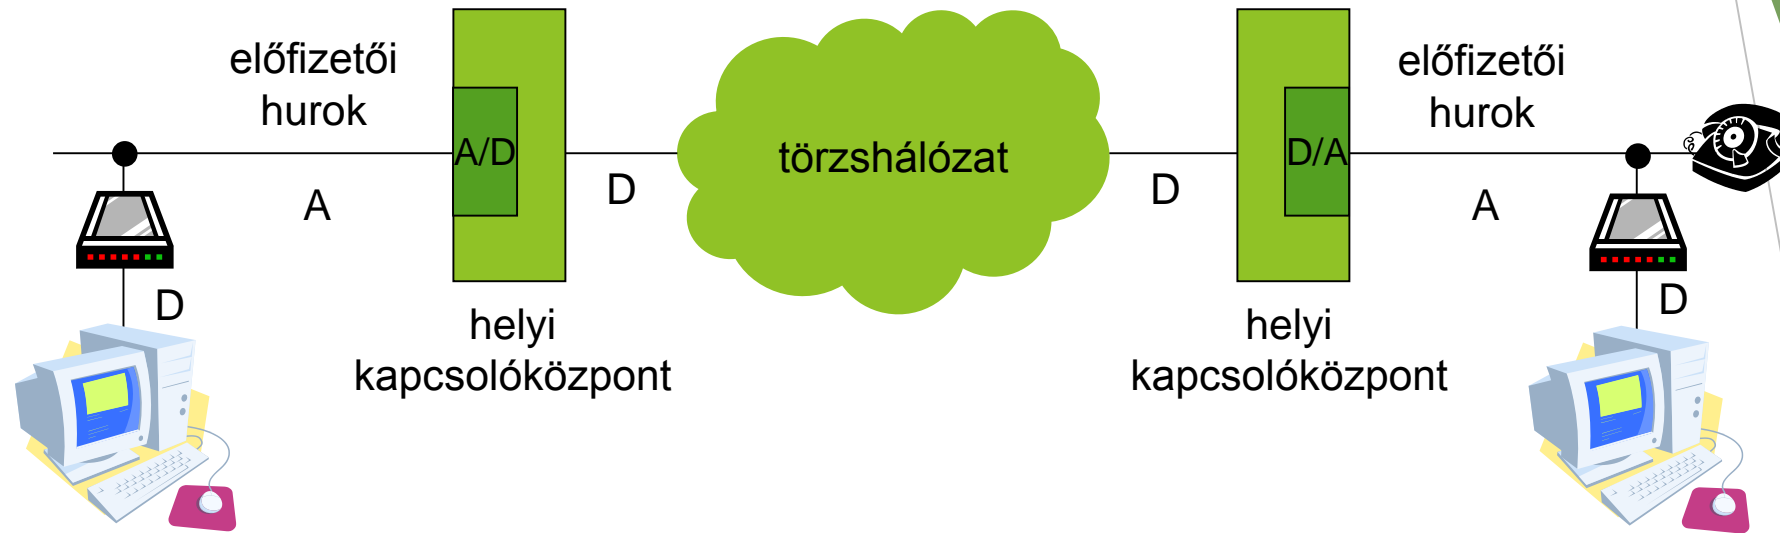 előfizetői
hurok
A/D
A
D
D
helyi
kapcsolóközpont
törzshálózat
D
D/A
előfizetői
hurok
A
D
helyi
kapcsolóközpont